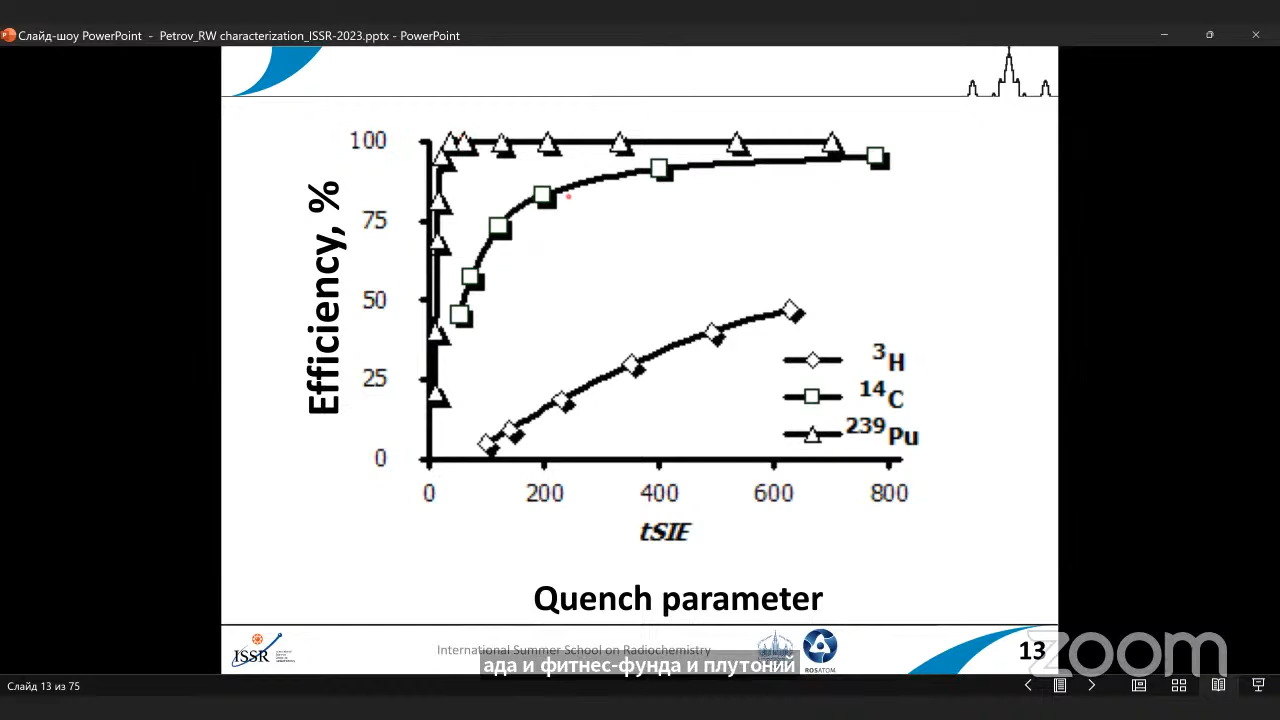 Слайд-шоу PowerPoint - Petrov_RW characterization_ISSR-2023.pptx - PowerPoint
Efficiency, %
100
75
50
25
0
0 200 400 600 800
tSIE
³H
¹⁴C
²³⁹Pu
Quench parameter
ISSR
International Summer School on Radiochemistry
ROSATOM
13
zoom
ада и фитнес-фунда и плутоний
Слайд 13 из 75